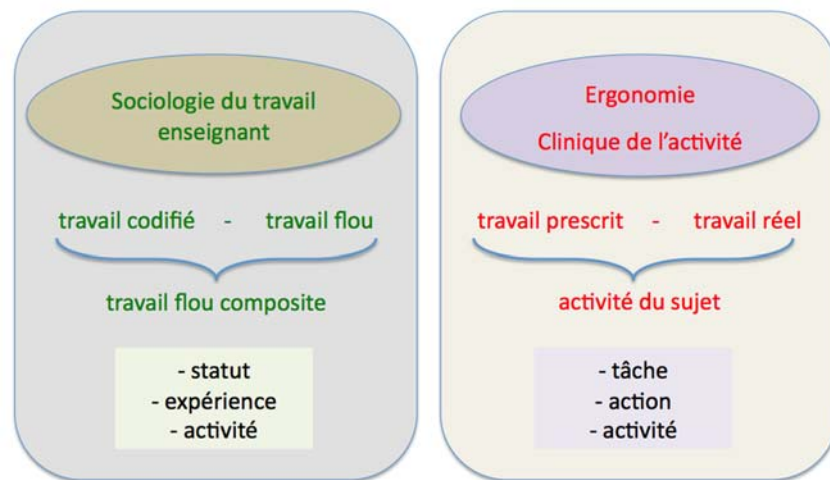 Sociologie du travail
enseignant
travail codifié - travail flou
travail flou composite
- statut
- expérience
- activité
Ergonomie
Clinique de l'activité
travail prescrit - travail réel
activité du sujet
- tâche
- action
- activité